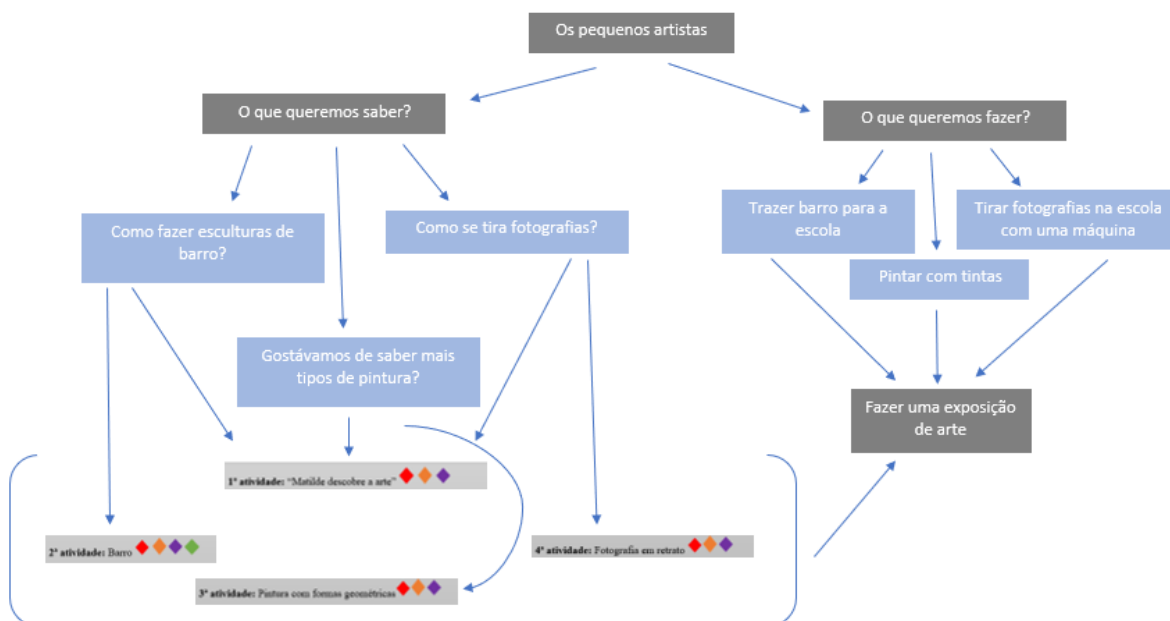 Os pequenos artistas
O que queremos saber?
O que queremos fazer?
Como fazer esculturas de
barro?
Como se tira fotografias?
Trazer barro para a
escola
Tirar fotografias na escola
com uma máquina
Pintar com tintas
Gostávamos de saber mais
tipos de pintura?
Fazer uma exposição
de arte
1ª atividade: “Matilde descobre a arte”
2ª atividade: Barro
4ª atividade: Fotografia em retrato
3ª atividade: Pintura com formas geométricas